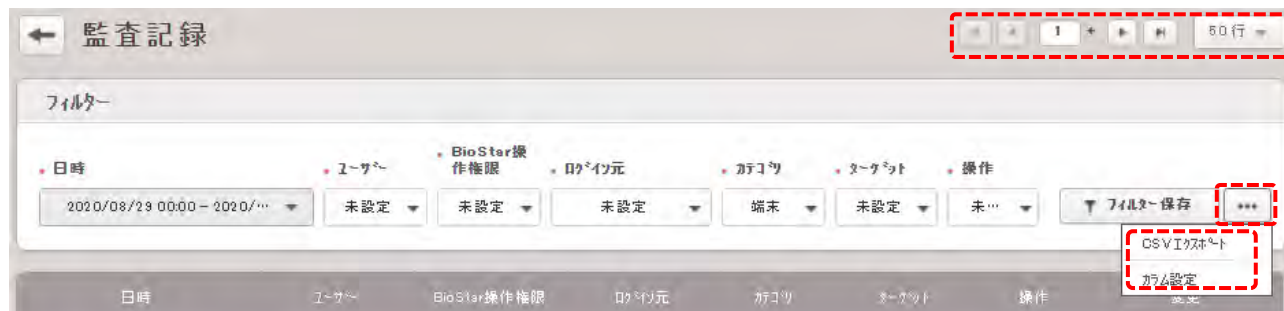 監査記録
1
50行
フィルター
日時
ユーザー
BioStar操
作権限
ログイン元
カテゴリ
ターゲット
操作
2020/08/29 00:00 - 2020/…
未設定
未設定
未設定
端末
未設定
未…
フィルター保存
•••
CSVエクスポート
カラム設定
日時
ユーザー
BioStar操作権限
ログイン元
カテゴリ
ターゲット
操作
変更